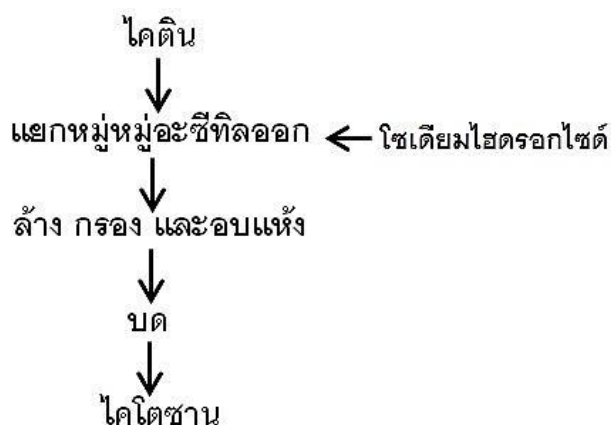 ไคติน
แยกหมู่หมู่อะซีทิลออก
โซเดียมไฮดรอกไซด์
ล้าง กรอง และอบแห้ง
บด
ไคโตซาน